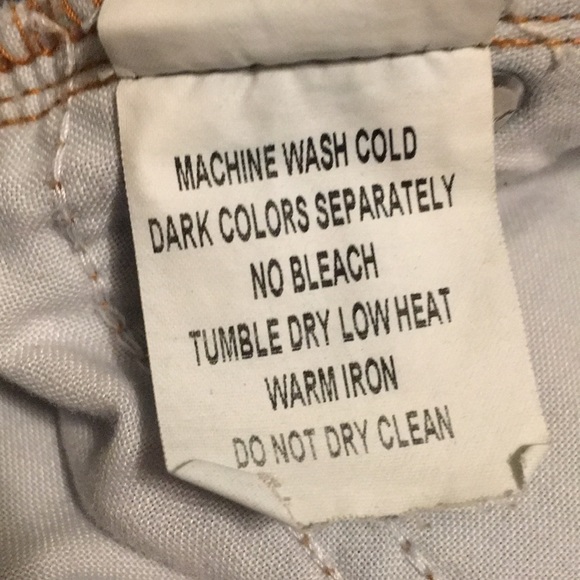 MACHINE WASH COLD
DARK COLORS SEPARATELY
NO BLEACH
TUMBLE DRY LOW HEAT
WARM IRON
DO NOT DRY CLEAN